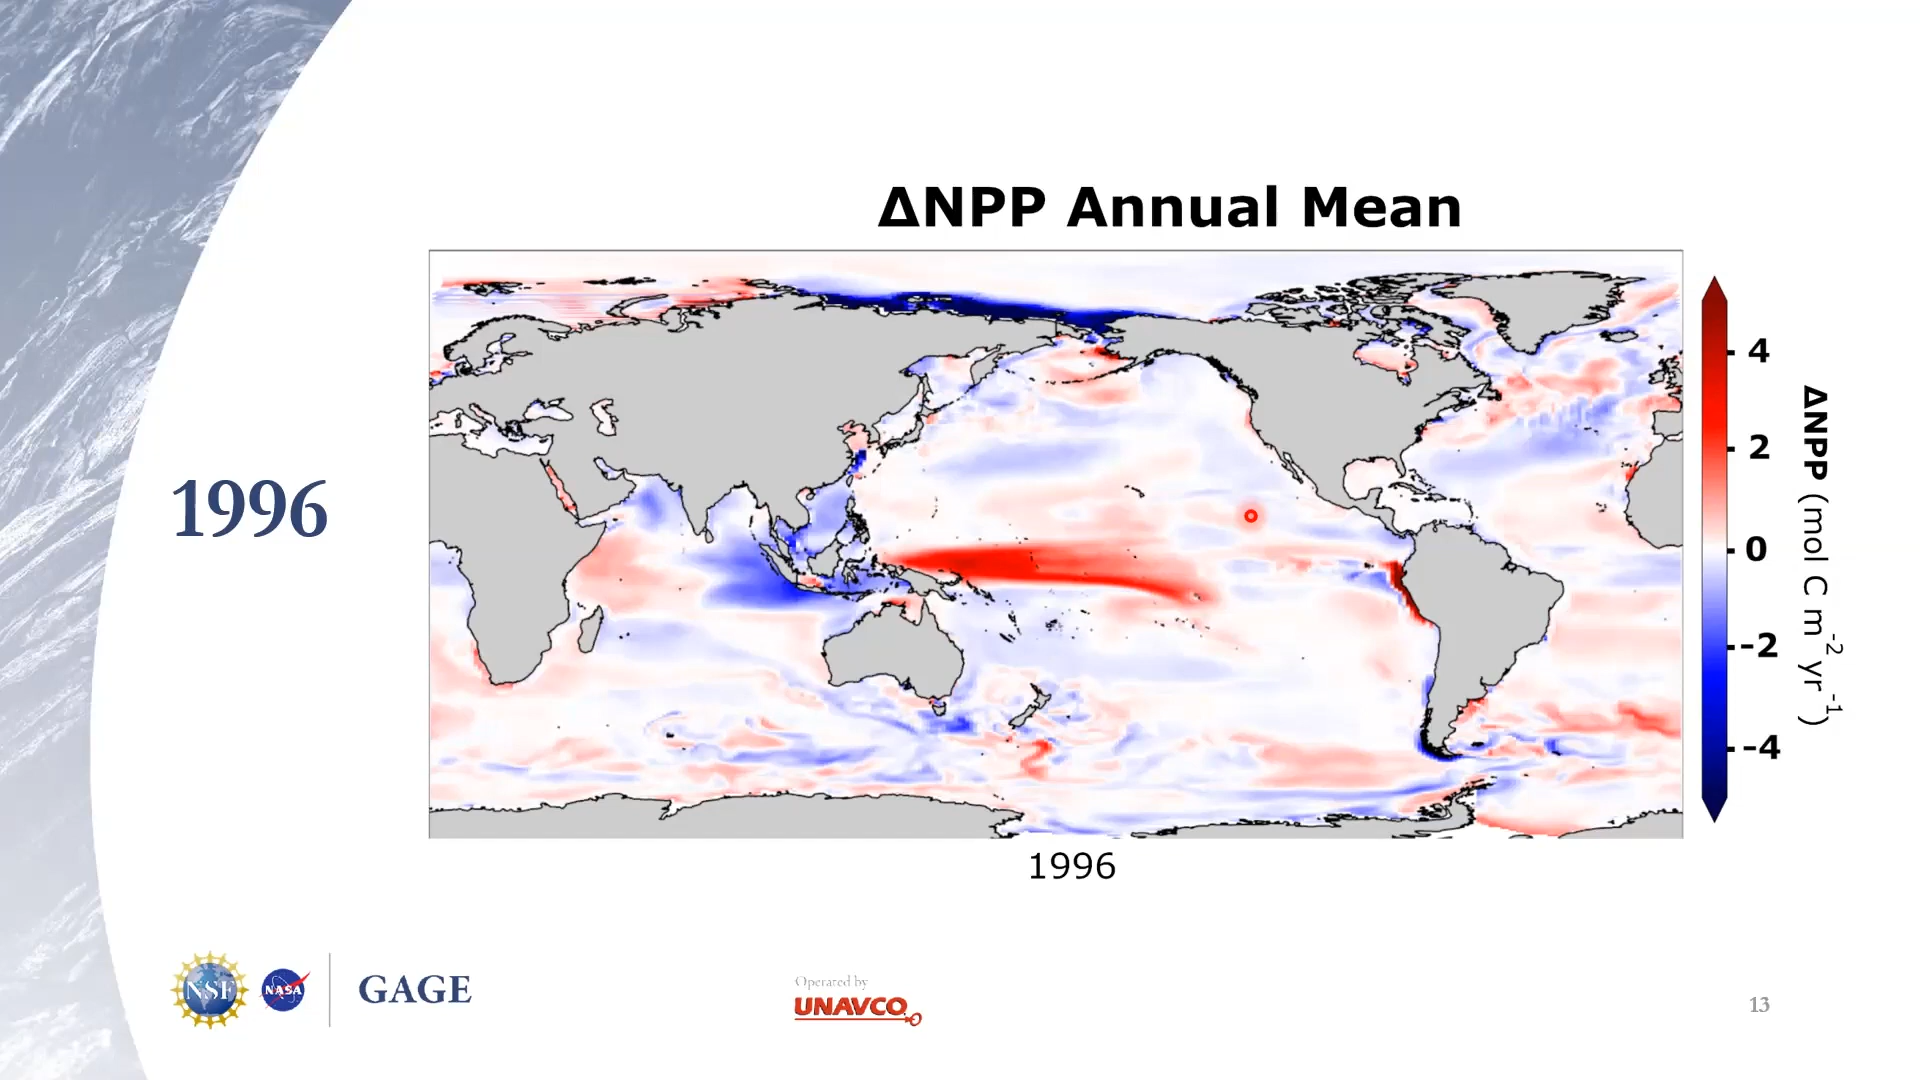 ΔNPP Annual Mean
1996
4
2
0
-2
-4
ΔNPP (mol C m-2 yr-1)
1996
NSF
NASA
GAGE
Operated by
UNAVCO
13